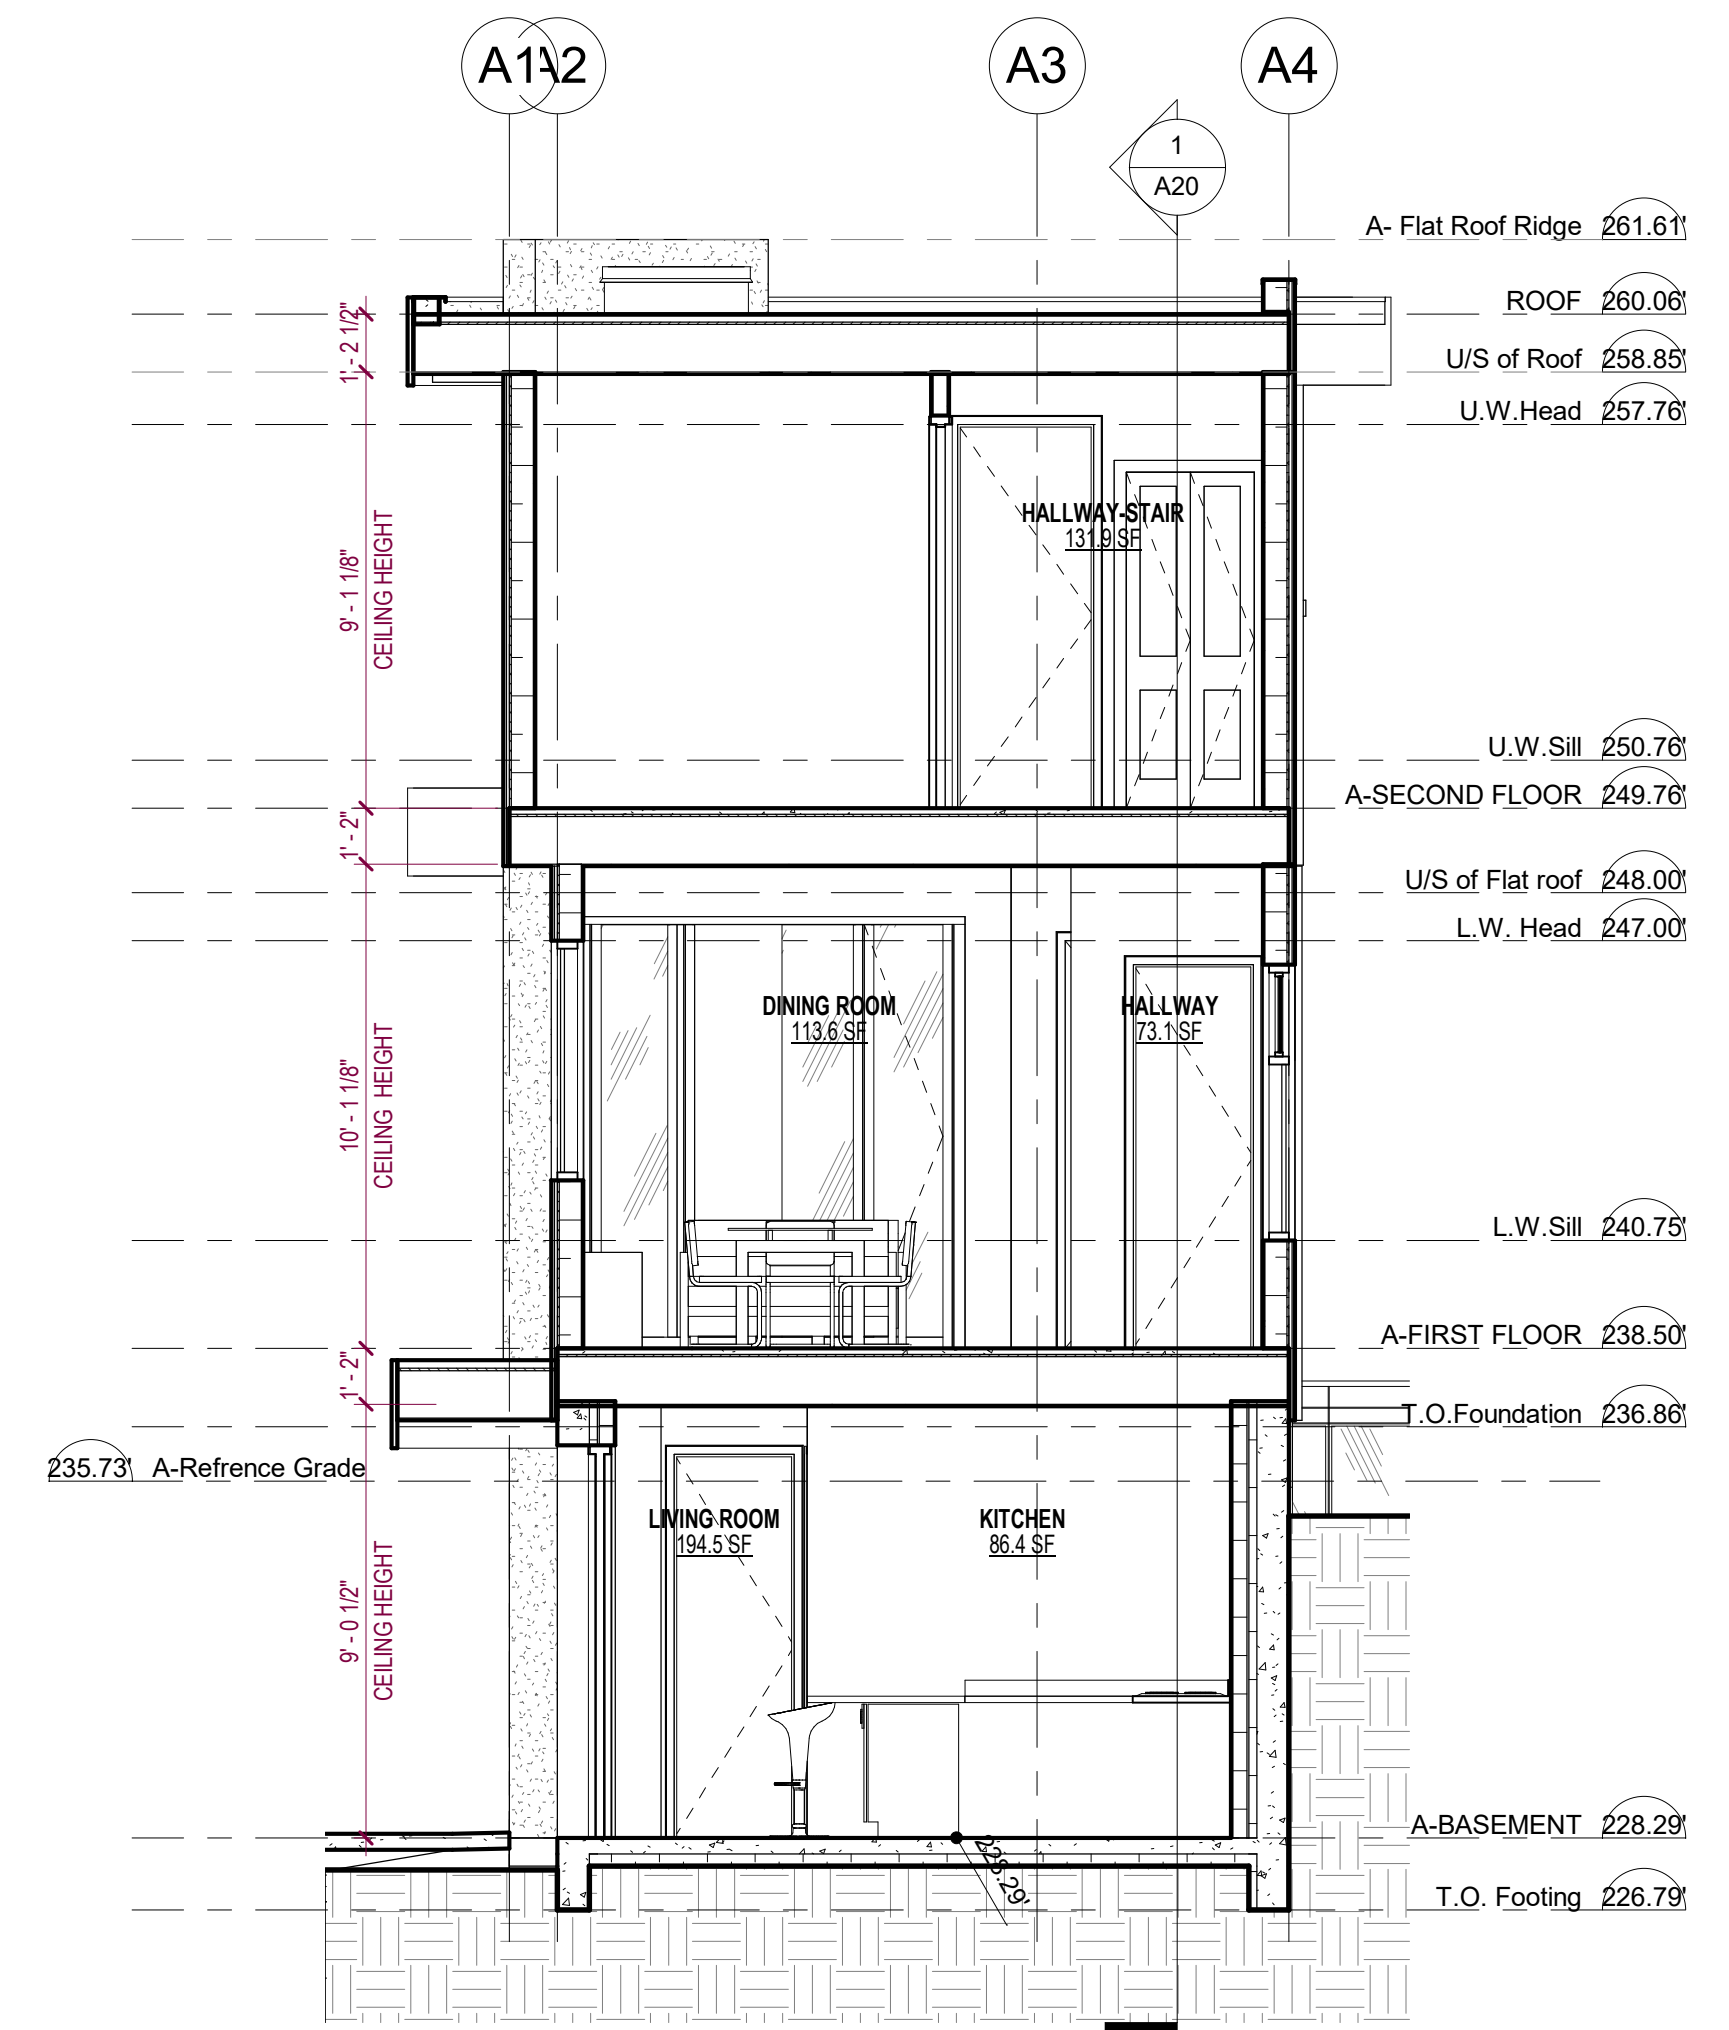 A1
A2
A3
A4
1
A20
A- Flat Roof Ridge 261.61'
ROOF 260.06'
U/S of Roof 258.85'
U.W.Head 257.76'
1' - 2 1/2"
HALLWAY-STAIR
131.9 SF
9' - 1 1/8"
CEILING HEIGHT
U.W.Sill 250.76'
A-SECOND FLOOR 249.76'
1' - 2"
U/S of Flat roof 248.00'
L.W. Head 247.00'
DINING ROOM
113.6 SF
HALLWAY
73.1 SF
10' - 1 1/8"
CEILING HEIGHT
L.W.Sill 240.75'
A-FIRST FLOOR 238.50'
1' - 2"
T.O.Foundation 236.86'
235.73' A-Refrence Grade
LIVING ROOM
194.5 SF
KITCHEN
86.4 SF
9' - 0 1/2"
CEILING HEIGHT
A-BASEMENT 228.29'
228.29'
T.O. Footing 226.79'